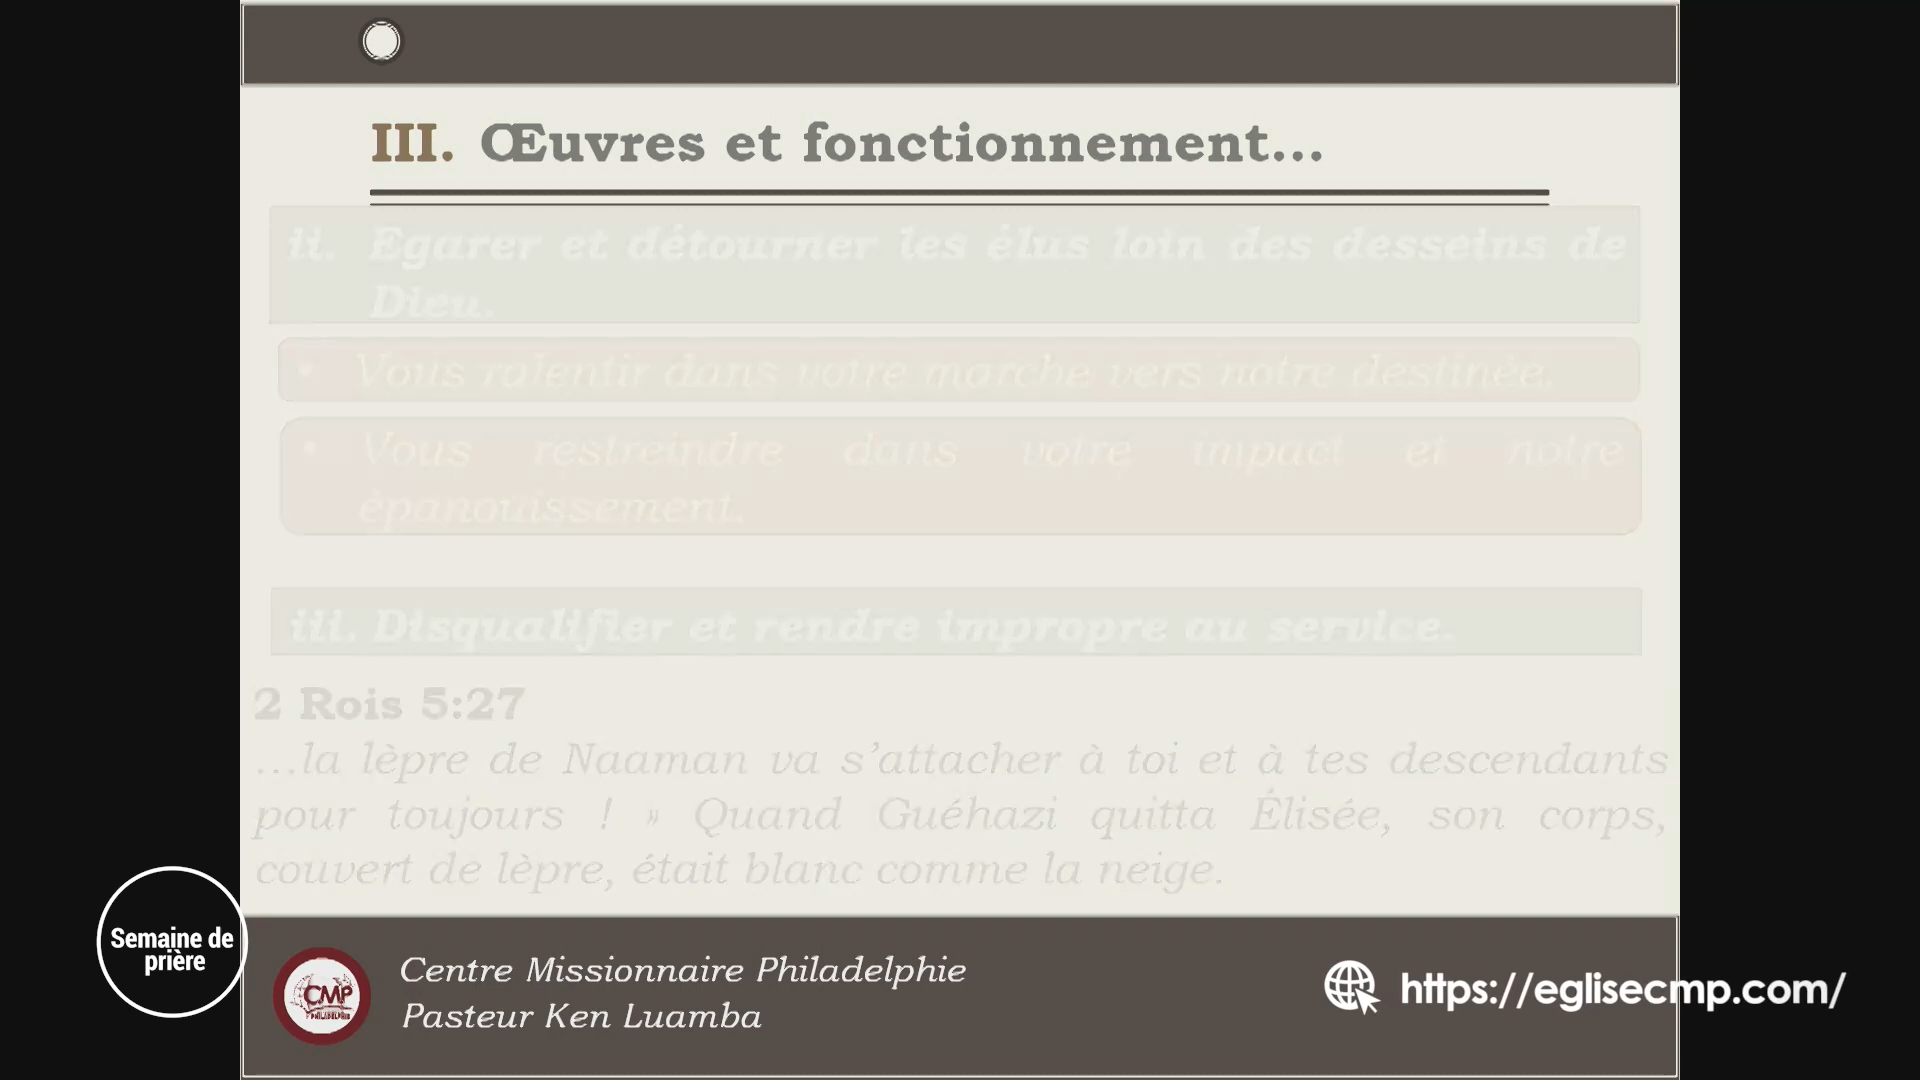 III. Œuvres et fonctionnement...
ii. Egarer et détourner les élus loin des desseins de
Dieu.
• Vous ralentir dans votre marche vers notre destinée.
• Vous restreindre dans votre impact et notre
épanouissement.
iii. Disqualifier et rendre impropre au service.
2 Rois 5:27
...la lèpre de Naaman va s’attacher à toi et à tes descendants
pour toujours ! » Quand Guéhazi quitta Élisée, son corps,
couvert de lèpre, était blanc comme la neige.
Semaine de
prière
CMP
PHILADELPHIE
Centre Missionnaire Philadelphie
Pasteur Ken Luamba
https://eglisecmp.com/